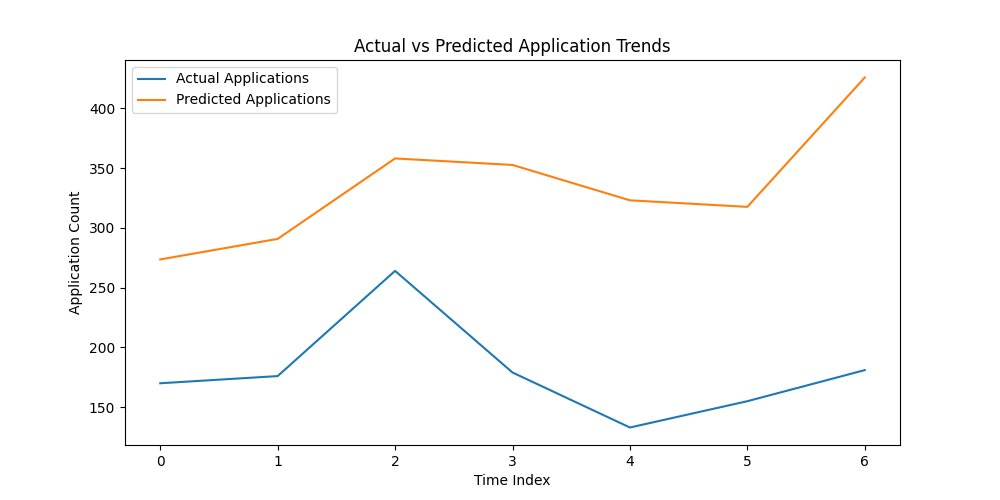 Actual vs Predicted Application Trends
Actual Applications
Predicted Applications
400
350
300
250
200
150
Application Count
0 1 2 3 4 5 6
Time Index